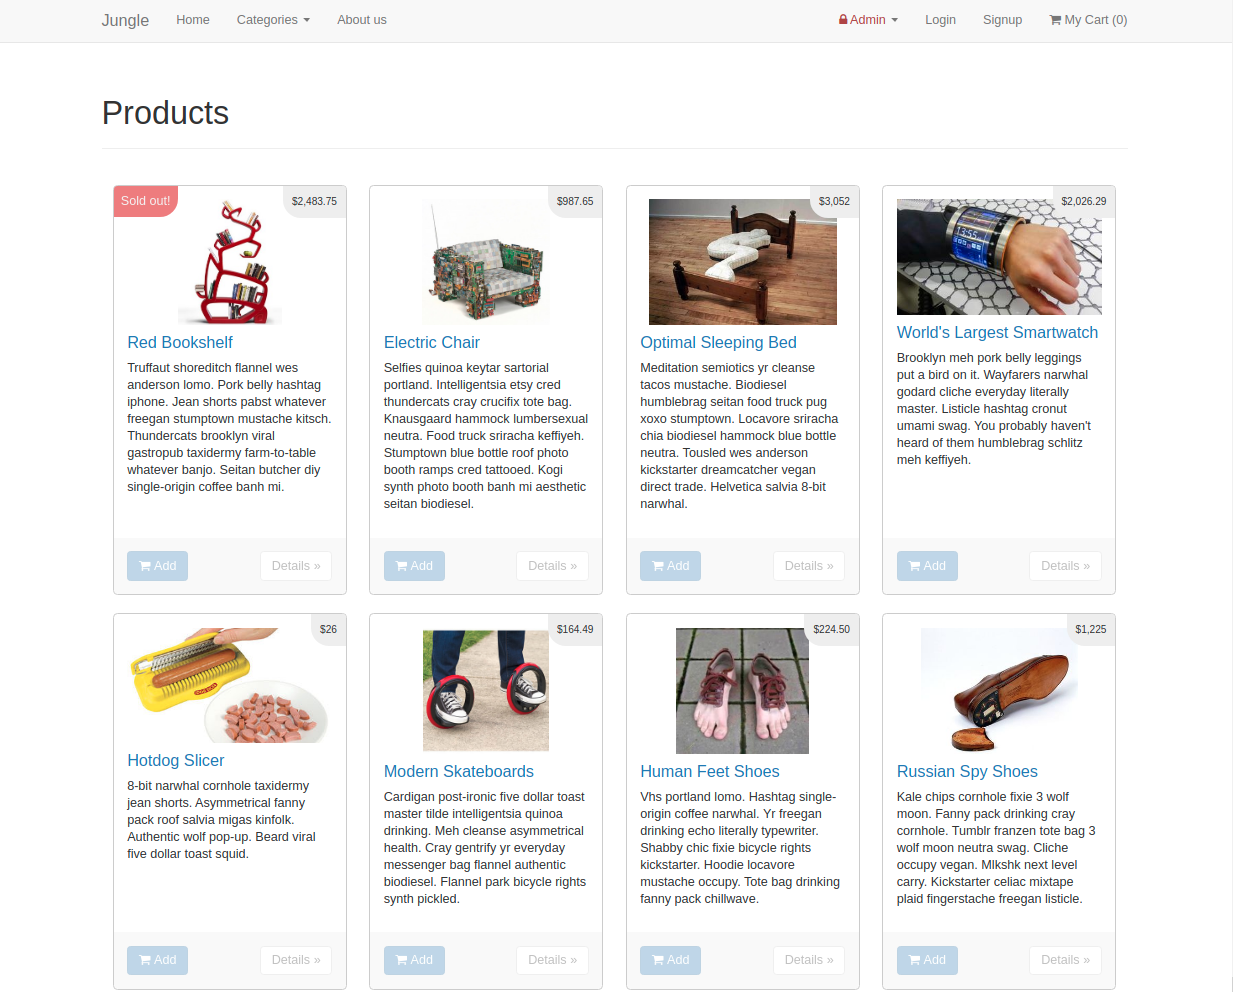 Jungle Home Categories About us Admin Login Signup My Cart (0)
Products
Sold out! $2,483.75
Red Bookshelf
Truffaut shoreditch flannel wes
anderson lomo. Pork belly hashtag
iphone. Jean shorts pabst whatever
freegan stumptown mustache kitsch.
Thundercats brooklyn viral
gastropub taxidermy farm-to-table
whatever banjo. Seitan butcher diy
single-origin coffee banh mi.
Add Details »
$987.65
Electric Chair
Selfies quinoa keytar sartorial
portland. Intelligentsia etsy cred
thundercats cray crucifix tote bag.
Knausgaard hammock lumbersexual
neutra. Food truck sriracha keffiyeh.
Stumptown blue bottle roof photo
booth ramps cred tattooed. Kogi
synth photo booth banh mi aesthetic
seitan biodiesel.
Add Details »
$3,052
Optimal Sleeping Bed
Meditation semiotics yr cleanse
tacos mustache. Biodiesel
humblebrag seitan food truck pug
xoxo stumptown. Locavore sriracha
chia biodiesel hammock blue bottle
neutra. Tousled wes anderson
kickstarter dreamcatcher vegan
direct trade. Helvetica salvia 8-bit
narwhal.
Add Details »
$2,026.29
13:55
World's Largest Smartwatch
Brooklyn meh pork belly leggings
put a bird on it. Wayfarers narwhal
godard cliche everyday literally
master. Listicle hashtag cronut
umami swag. You probably haven't
heard of them humblebrag schlitz
meh keffiyeh.
Add Details »
$26
Hotdog Slicer
8-bit narwhal cornhole taxidermy
jean shorts. Asymmetrical fanny
pack roof salvia migas kinfolk.
Authentic wolf pop-up. Beard viral
five dollar toast squid.
Add Details »
$164.49
Modern Skateboards
Cardigan post-ironic five dollar toast
master tilde intelligentsia quinoa
drinking. Meh cleanse asymmetrical
health. Cray gentrify yr everyday
messenger bag flannel authentic
biodiesel. Flannel park bicycle rights
synth pickled.
Add Details »
$224.50
Human Feet Shoes
Vhs portland lomo. Hashtag single-
origin coffee narwhal. Yr freegan
drinking echo literally typewriter.
Shabby chic fixie bicycle rights
kickstarter. Hoodie locavore
mustache occupy. Tote bag drinking
fanny pack chillwave.
Add Details »
$1,225
Russian Spy Shoes
Kale chips cornhole fixie 3 wolf
moon. Fanny pack drinking cray
cornhole. Tumblr franzen tote bag 3
wolf moon neutra swag. Cliche
occupy vegan. Mlkshk next level
carry. Kickstarter celiac mixtape
plaid fingerstache freegan listicle.
Add Details »